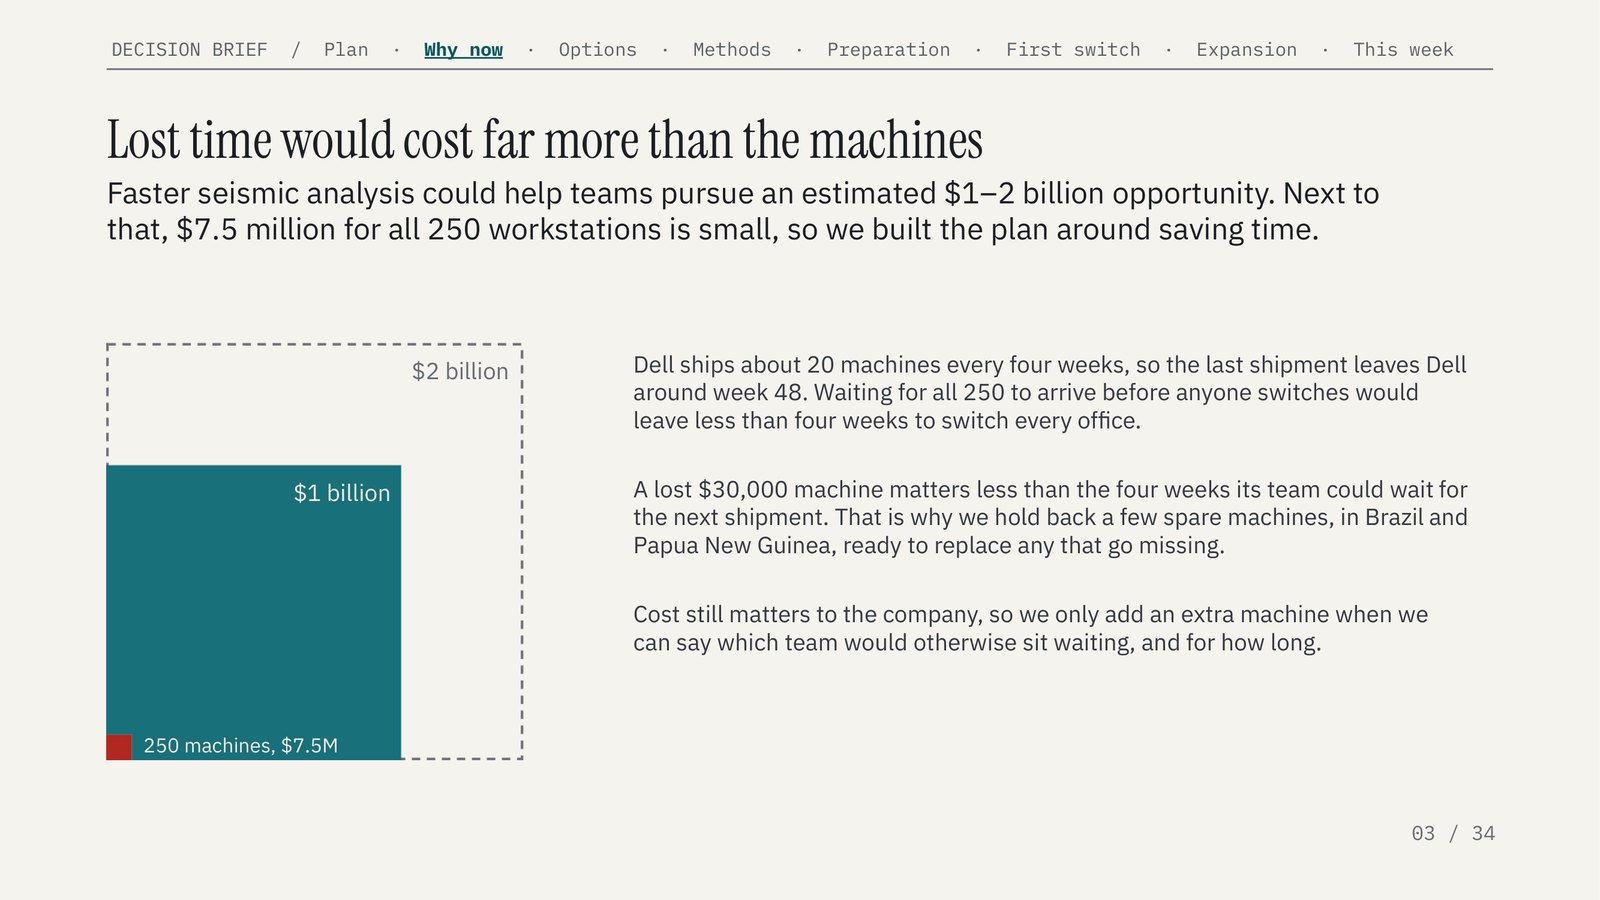 DECISION BRIEF / Plan · Why now · Options · Methods · Preparation · First switch · Expansion · This week
Lost time would cost far more than the machines
Faster seismic analysis could help teams pursue an estimated $1–2 billion opportunity. Next to
that, $7.5 million for all 250 workstations is small, so we built the plan around saving time.
$2 billion
$1 billion
250 machines, $7.5M
Dell ships about 20 machines every four weeks, so the last shipment leaves Dell
around week 48. Waiting for all 250 to arrive before anyone switches would
leave less than four weeks to switch every office.
A lost $30,000 machine matters less than the four weeks its team could wait for
the next shipment. That is why we hold back a few spare machines, in Brazil and
Papua New Guinea, ready to replace any that go missing.
Cost still matters to the company, so we only add an extra machine when we
can say which team would otherwise sit waiting, and for how long.
03 / 34